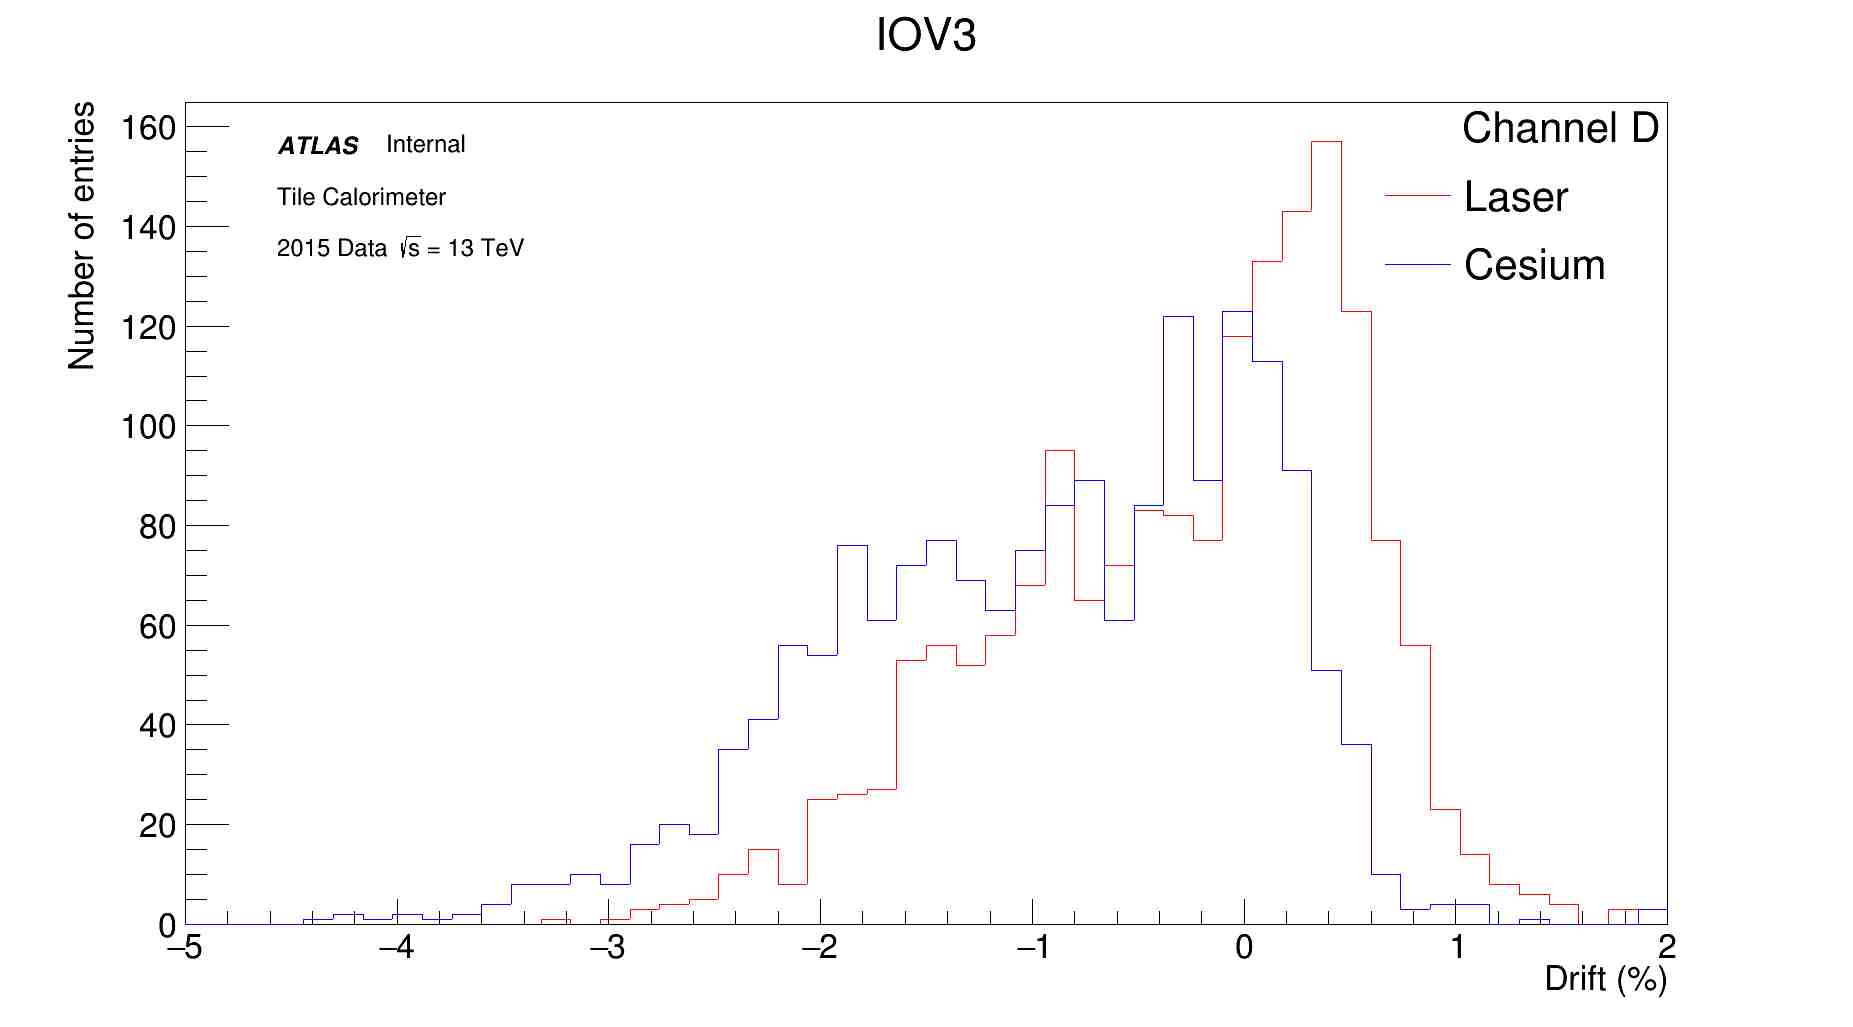 IOV3
Number of entries
160
140
120
100
80
60
40
20
0
ATLAS Internal
Tile Calorimeter
2015 Data √s = 13 TeV
Channel D
Laser
Cesium
−5 −4 −3 −2 −1 0 1 2
Drift (%)